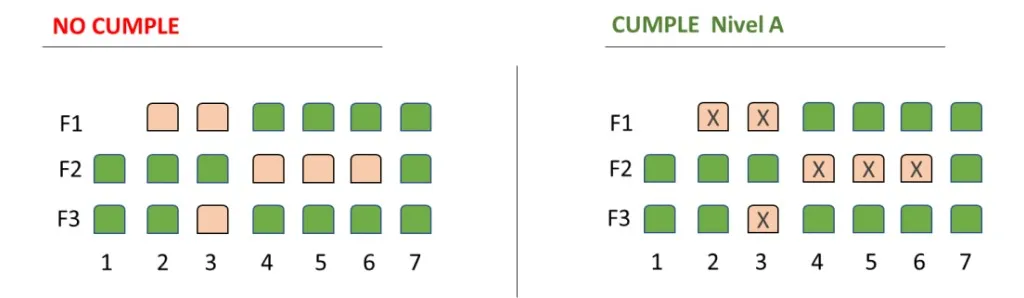 NO CUMPLE
F1
F2
F3
1 2 3 4 5 6 7
CUMPLE Nivel A
F1 X X
F2 X X X
F3 X
1 2 3 4 5 6 7